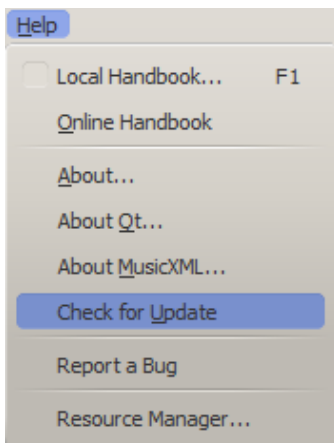 Help
Local Handbook... F1
Online Handbook
About...
About Qt...
About MusicXML...
Check for Update
Report a Bug
Resource Manager...